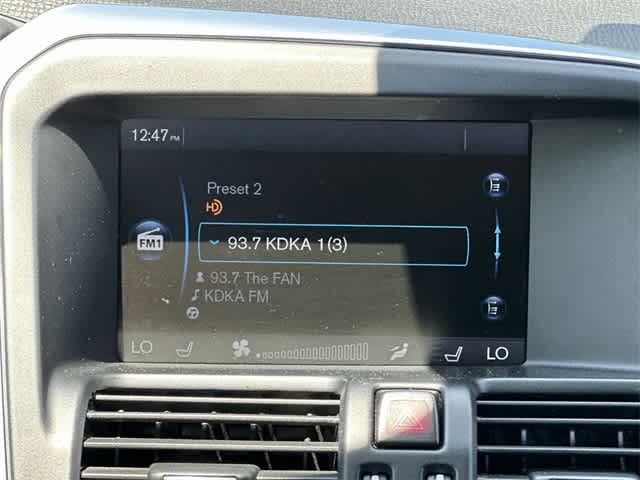 12:47 PM
Preset 2
HD
FM1
93.7 KDKA 1(3)
93.7 The FAN
KDKA FM
LO
LO